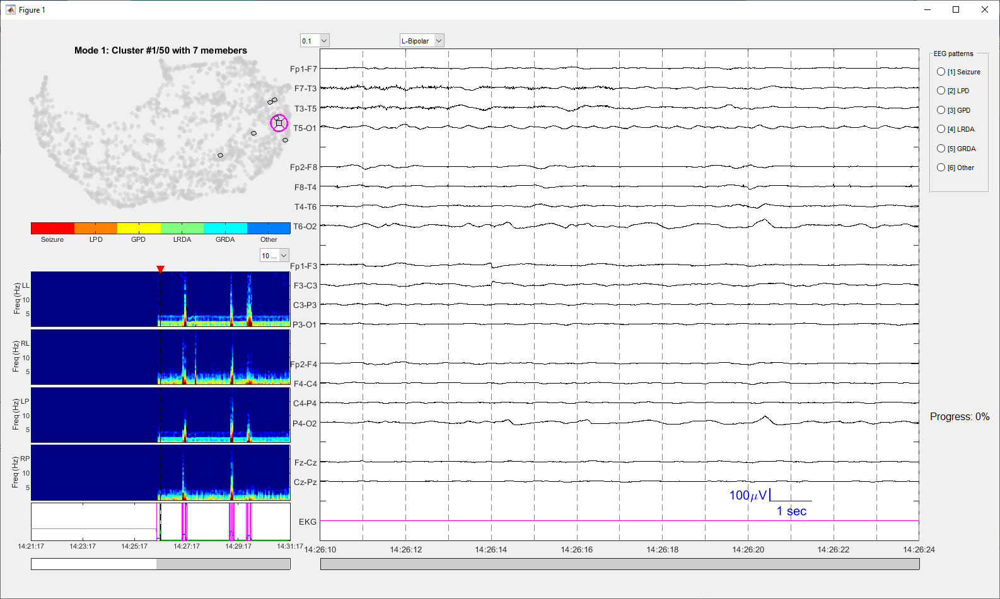 Figure 1
Mode 1: Cluster #1/50 with 7 memebers
0.1
L-Bipolar
EEG patterns
[1] Seizure
[2] LPD
[3] GPD
[4] LRDA
[5] GRDA
[6] Other
Progress: 0%
Seizure LPD GPD LRDA GRDA Other
10 ...
Freq (Hz)
LL
10
5
Freq (Hz)
RL
10
5
Freq (Hz)
LP
10
5
Freq (Hz)
RP
10
5
14:21:17 14:23:17 14:25:17 14:27:17 14:29:17 14:31:17
Fp1-F7
F7-T3
T3-T5
T5-O1
Fp2-F8
F8-T4
T4-T6
T6-O2
Fp1-F3
F3-C3
C3-P3
P3-O1
Fp2-F4
F4-C4
C4-P4
P4-O2
Fz-Cz
Cz-Pz
EKG
100μV
1 sec
14:26:10 14:26:12 14:26:14 14:26:16 14:26:18 14:26:20 14:26:22 14:26:24